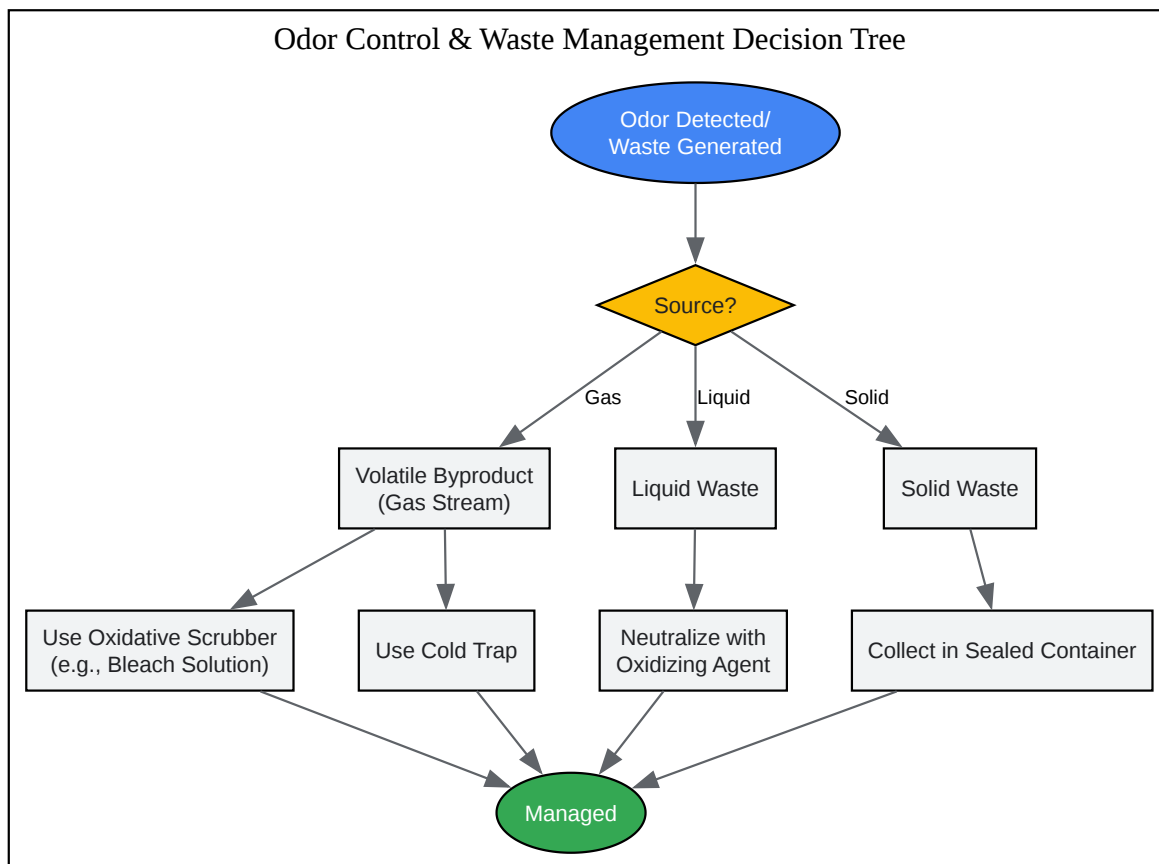 Odor Control & Waste Management Decision Tree
Odor Detected/
Waste Generated
Source?
Gas
Liquid
Solid
Volatile Byproduct
(Gas Stream)
Liquid Waste
Solid Waste
Use Oxidative Scrubber
(e.g., Bleach Solution)
Use Cold Trap
Neutralize with
Oxidizing Agent
Collect in Sealed Container
Managed